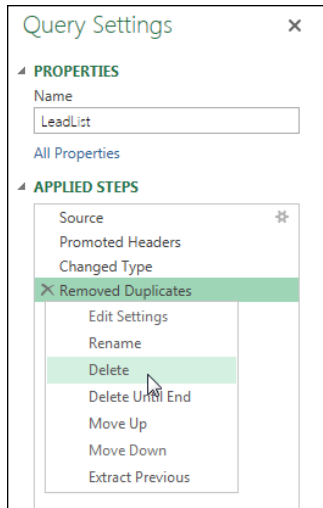 Query Settings
PROPERTIES
Name
LeadList
All Properties
APPLIED STEPS
Source
Promoted Headers
Changed Type
Removed Duplicates
Edit Settings
Rename
Delete
Delete Until End
Move Up
Move Down
Extract Previous